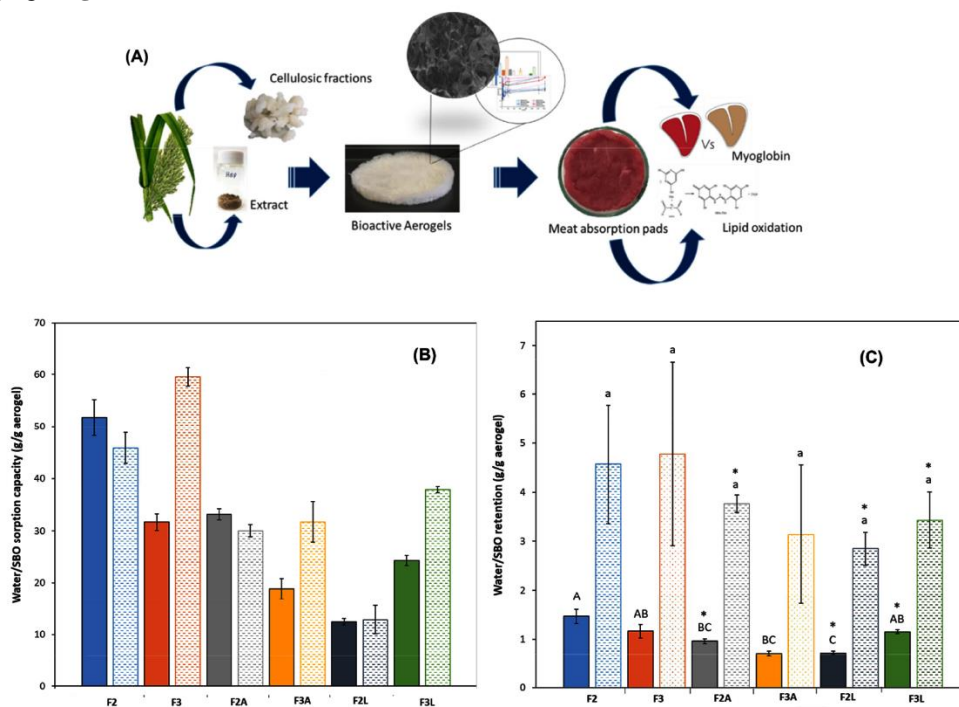 (A)
Cellulosic fractions
Extract
Bioactive Aerogels
Meat absorption pads
Vs
Myoglobin
Lipid oxidation
(B)
Water/SBO sorption capacity (g/g aerogel)
70
60
50
40
30
20
10
0
F2 F3 F2A F3A F2L F3L
(C)
Water/SBO retention (g/g aerogel)
7
6
5
4
3
2
1
0
A a
AB a
* BC * a
BC a
* C * a
* AB * a
F2 F3 F2A F3A F2L F3L